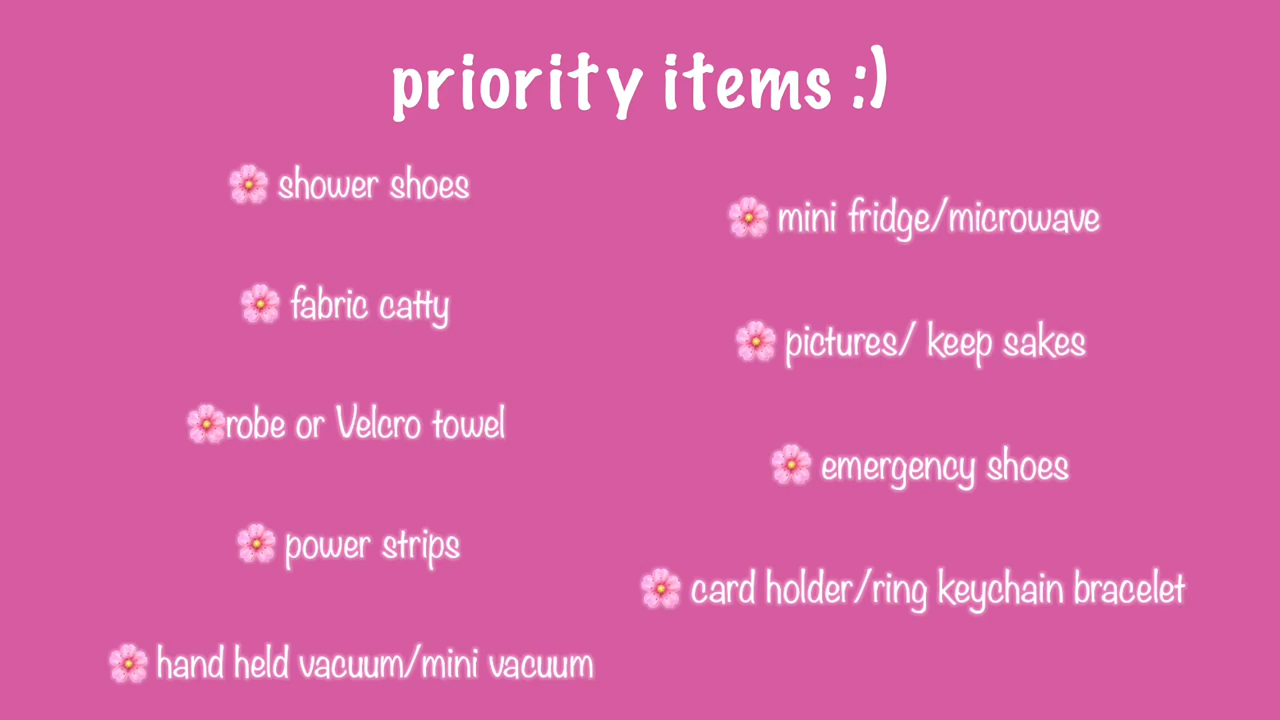 priority items :)
🌸 shower shoes
🌸 fabric catty
🌸robe or Velcro towel
🌸 power strips
🌸 hand held vacuum/mini vacuum
🌸 mini fridge/microwave
🌸 pictures/ keep sakes
🌸 emergency shoes
🌸 card holder/ring keychain bracelet